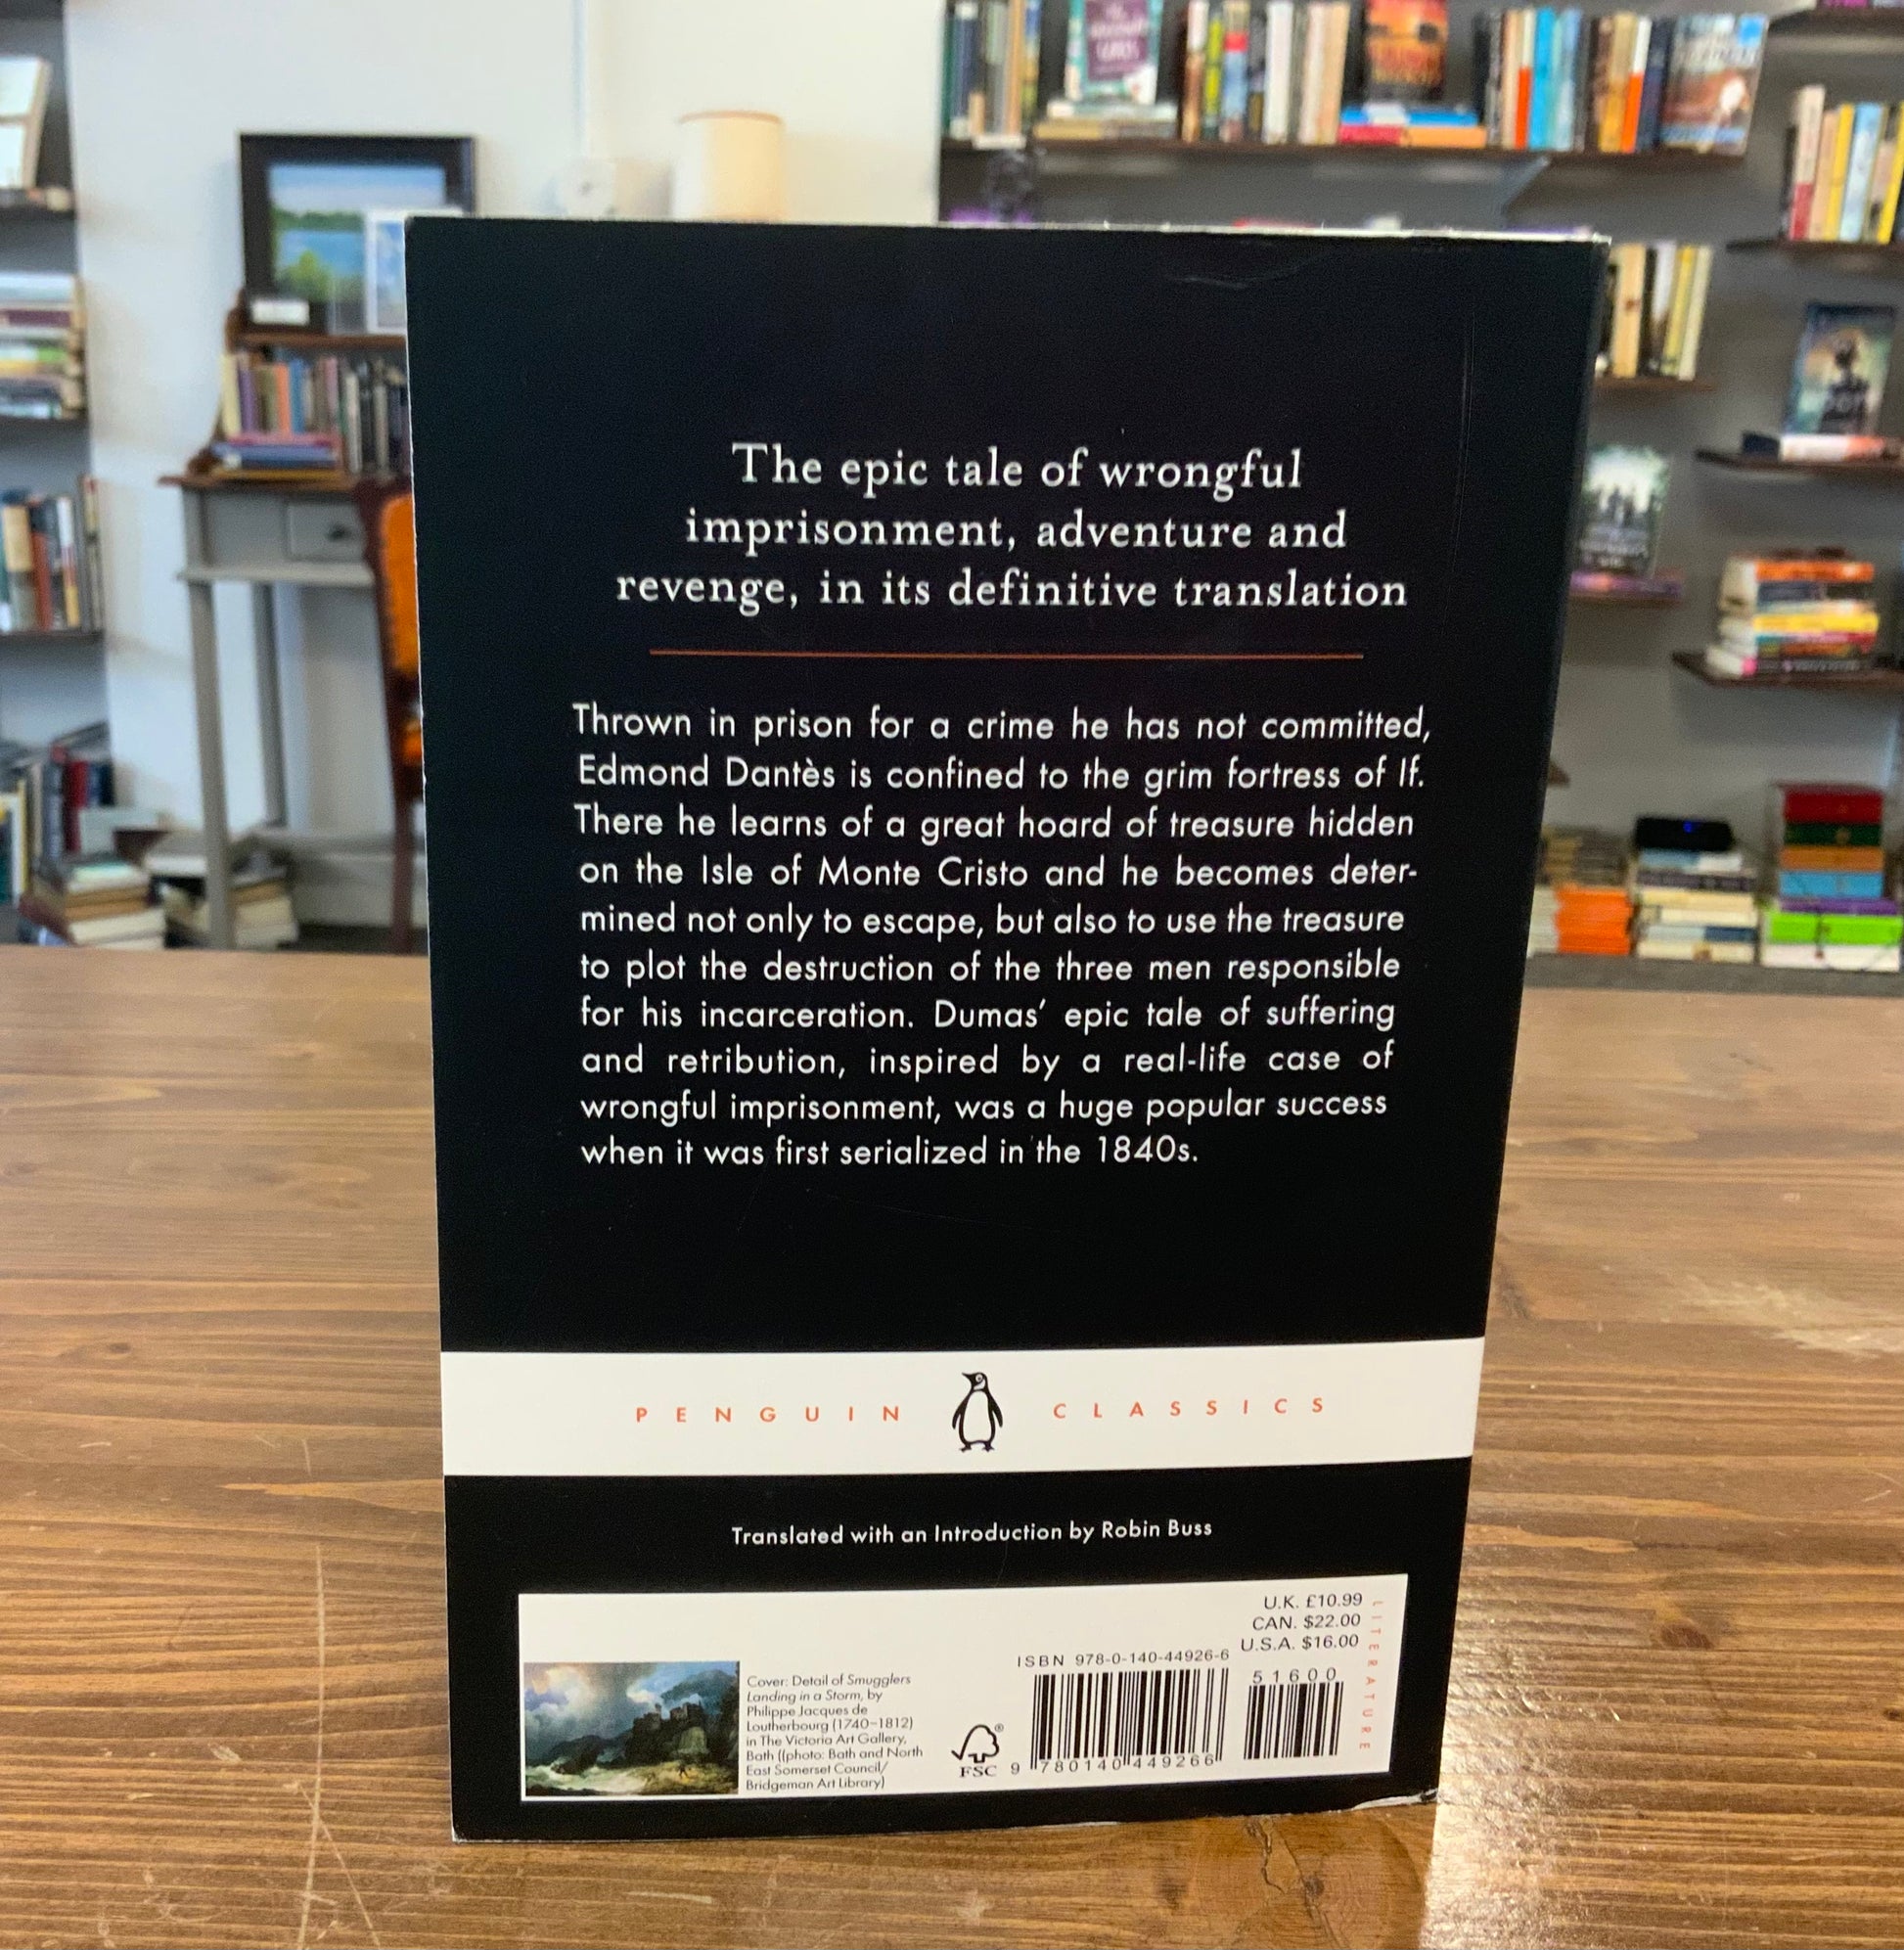 The epic tale of wrongful
imprisonment, adventure and
revenge, in its definitive translation
Thrown in prison for a crime he has not committed,
Edmond Dantès is confined to the grim fortress of If.
There he learns of a great hoard of treasure hidden
on the Isle of Monte Cristo and he becomes deter-
mined not only to escape, but also to use the treasure
to plot the destruction of the three men responsible
for his incarceration. Dumas’ epic tale of suffering
and retribution, inspired by a real-life case of
wrongful imprisonment, was a huge popular success
when it was first serialized in the 1840s.
PENGUIN CLASSICS
Translated with an Introduction by Robin Buss
U.K. £10.99
CAN. $22.00
U.S.A. $16.00
LITERATURE
ISBN 978-0-140-44926-6
51600
9 780140 449266
FSC ®
Cover: Detail of Smugglers
Landing in a Storm, by
Philippe Jacques de
Loutherbourg (1740–1812)
in The Victoria Art Gallery,
Bath ((photo: Bath and North
East Somerset Council/
Bridgeman Art Library)